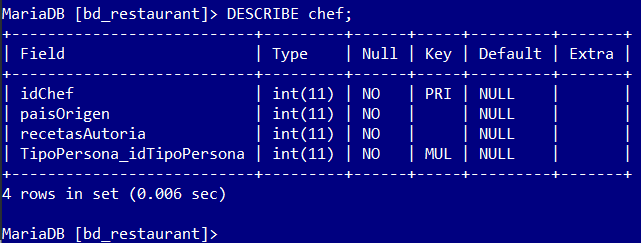 MariaDB [bd_restaurant]> DESCRIBE chef;
+--------------------------+---------+------+-----+---------+-------+
| Field                    | Type    | Null | Key | Default | Extra |
+--------------------------+---------+------+-----+---------+-------+
| idChef                   | int(11) | NO   | PRI | NULL    |       |
| paisOrigen               | int(11) | NO   |     | NULL    |       |
| recetasAutoria           | int(11) | NO   |     | NULL    |       |
| TipoPersona_idTipoPersona | int(11) | NO   | MUL | NULL    |       |
+--------------------------+---------+------+-----+---------+-------+
4 rows in set (0.006 sec)
MariaDB [bd_restaurant]>